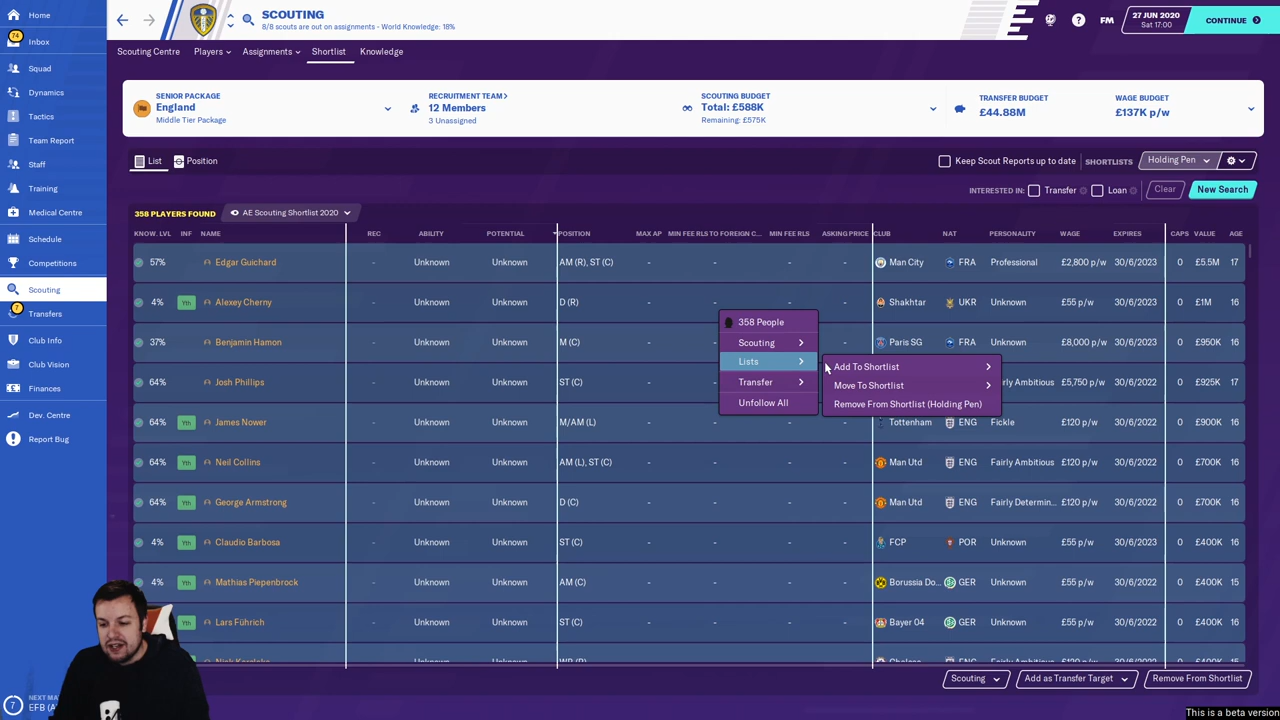 Home
74
Inbox
Squad
Dynamics
Tactics
Team Report
Staff
Training
Medical Centre
Schedule
Competitions
Scouting
7
Transfers
Club Info
Club Vision
Finances
Dev. Centre
Report Bug
7
NEXT MA
EFB (A
SCOUTING
8/8 scouts are out on assignments - World Knowledge: 18%
FM
27 JUN 2020
Sat 17:00
CONTINUE
Scouting Centre Players Assignments Shortlist Knowledge
SENIOR PACKAGE
England
Middle Tier Package
RECRUITMENT TEAM
12 Members
3 Unassigned
SCOUTING BUDGET
Total: £588K
Remaining: £575K
TRANSFER BUDGET
£44.88M
WAGE BUDGET
£137K p/w
List Position
Keep Scout Reports up to date SHORTLISTS Holding Pen
INTERESTED IN: Transfer Loan Clear New Search
358 PLAYERS FOUND AE Scouting Shortlist 2020
KNOW. LVL INF NAME REC ABILITY POTENTIAL POSITION MAX AP MIN FEE RLS TO FOREIGN C... MIN FEE RLS ASKING PRICE CLUB NAT PERSONALITY WAGE EXPIRES CAPS VALUE AGE
57% Edgar Guichard - Unknown Unknown AM (R), ST (C) - - - - Man City FRA Professional £2,800 p/w 30/6/2023 0 £5.5M 17
4% Yth Alexey Cherny - Unknown Unknown D (R) - - - - Shakhtar UKR Unknown £55 p/w 30/6/2023 0 £1M 16
37% Benjamin Hamon - Unknown Unknown M (C) - Paris SG FRA Unknown £8,000 p/w 30/6/2023 0 £950K 16
64% Josh Phillips - Unknown Unknown ST (C) - rly Ambitious £5,750 p/w 30/6/2023 0 £925K 17
64% Yth James Nower - Unknown Unknown M/AM (L) - - - - Tottenham ENG Fickle £120 p/w 30/6/2022 0 £900K 16
64% Yth Neil Collins - Unknown Unknown AM (L), ST (C) - - - - Man Utd ENG Fairly Ambitious £120 p/w 30/6/2022 0 £700K 16
64% Yth George Armstrong - Unknown Unknown D (C) - - - - Man Utd ENG Fairly Determin... £120 p/w 30/6/2022 0 £700K 16
4% Yth Claudio Barbosa - Unknown Unknown ST (C) - - - - FCP POR Unknown £55 p/w 30/6/2023 0 £400K 16
4% Yth Mathias Piepenbrock - Unknown Unknown AM (C) - - - - Borussia Do... GER Unknown £55 p/w 30/6/2022 0 £400K 15
Yth Lars Führich - Unknown Unknown ST (C) - - - - Bayer 04 GER Unknown £55 p/w 30/6/2022 0 £400K 16
358 People
Scouting
Lists
Transfer
Unfollow All
Add To Shortlist
Move To Shortlist
Remove From Shortlist (Holding Pen)
Scouting Add as Transfer Target Remove From Shortlist
This is a beta version